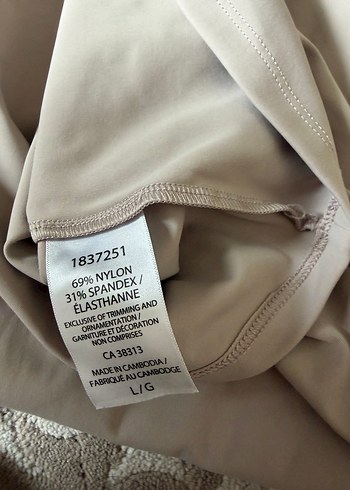 1837251
69% NYLON
31% SPANDEX /
ÉLASTHANNE
EXCLUSIVE OF TRIMMING AND
ORNAMENTATION /
GARNITURE ET DÉCORATION
NON COMPRISES
CA 38313
MADE IN CAMBODIA /
FABRIQUÉ AU CAMBODGE
L/G